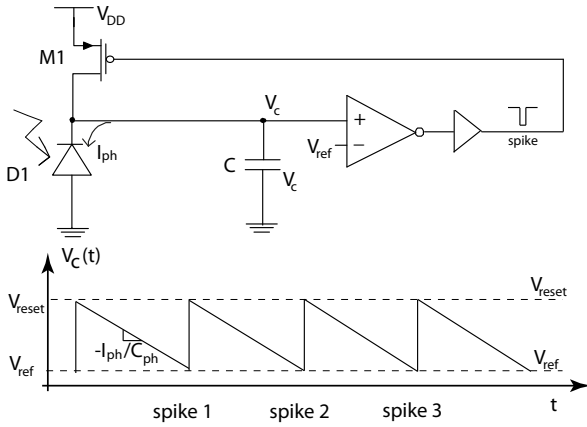 V_DD
M1
V_c
+
V_ref
–
spike
I_ph
D1
C
V_c
V_c(t)
V_reset
V_reset
-I_ph/C_ph
V_ref
V_ref
t
spike 1 spike 2 spike 3